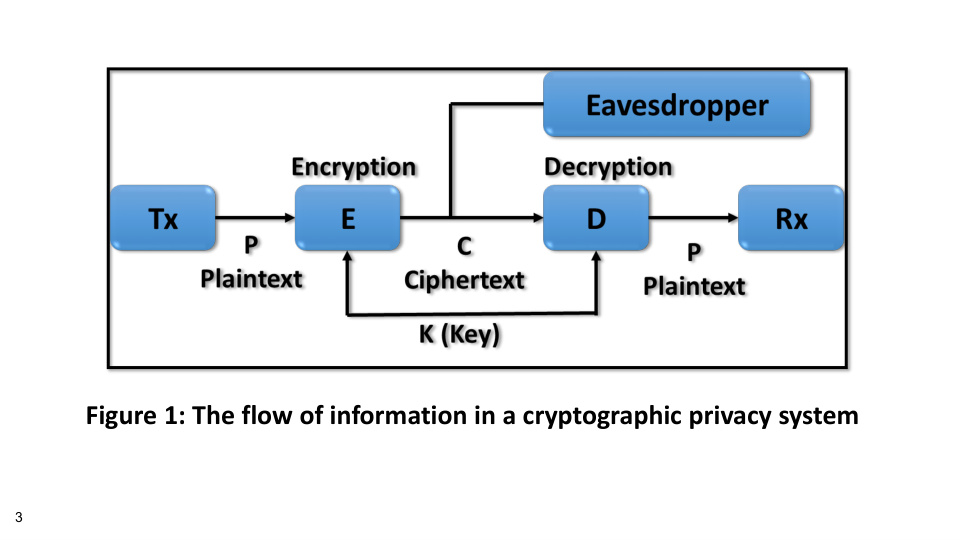 Eavesdropper
Encryption
Decryption
Tx
E
D
Rx
P
Plaintext
C
Ciphertext
P
Plaintext
K (Key)
Figure 1: The flow of information in a cryptographic privacy system
3